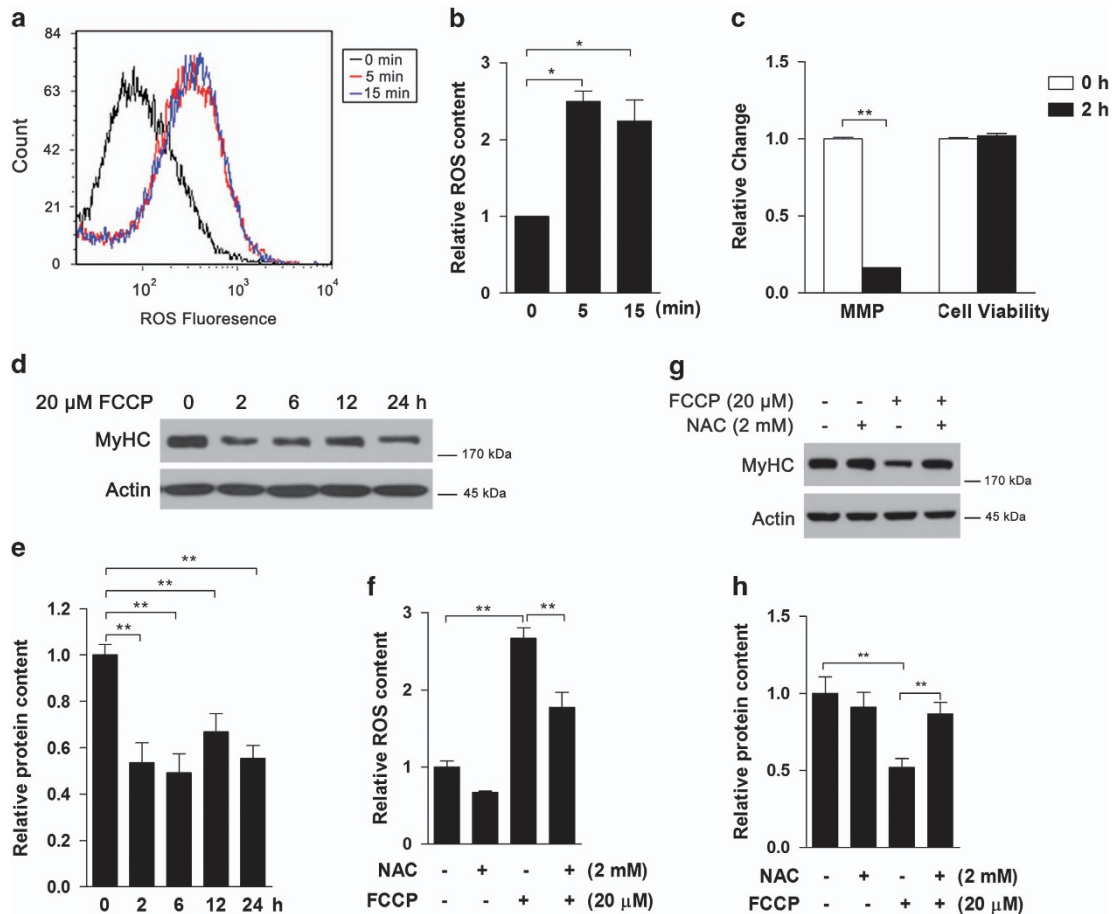 a
84
63
42
21
0
Count
10² 10³ 10⁴
ROS Fluoresence
0 min
5 min
15 min
b
3
2
1
0
Relative ROS content
*
*
0 5 15 (min)
c
1.5
1.0
0.5
0.0
Relative Change
**
MMP Cell Viability
0 h
2 h
d
20 µM FCCP 0 2 6 12 24 h
MyHC
170 kDa
Actin
45 kDa
g
FCCP (20 µM) - - + +
NAC (2 mM) - + - +
MyHC
170 kDa
Actin
45 kDa
e
1.2
1.0
0.8
0.6
0.4
0.2
0.0
Relative protein content
**
**
**
**
0 2 6 12 24
f
3
2
1
0
Relative ROS content
** **
NAC - + - + (2 mM)
FCCP - - + + (20 µM)
h
1.5
1.0
0.5
0.0
Relative protein content
**
**
NAC - + - + (2 mM)
FCCP - - + + (20 µM)